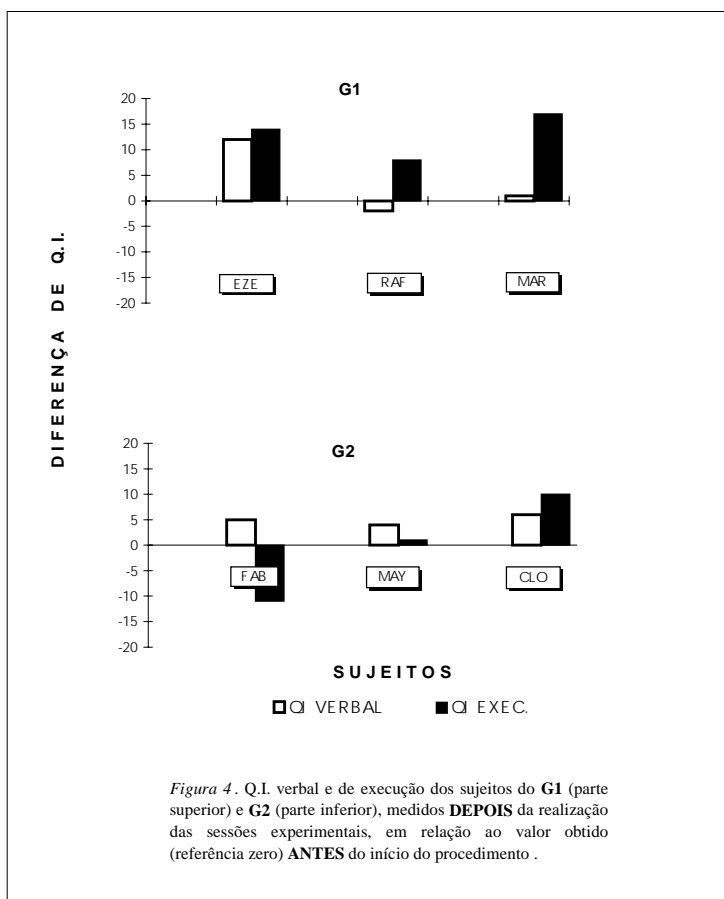 G1
20
15
10
5
0
-5
-10
-15
-20
EZE RAF MAR
DIFERENÇA DE Q.I.
G2
20
15
10
5
0
-5
-10
-15
-20
FAB MAY CLO
SUJEITOS
QI VERBAL QI EXEC.
Figura 4 . Q.I. verbal e de execução dos sujeitos do G1 (parte
superior) e G2 (parte inferior), medidos DEPOIS da realização
das sessões experimentais, em relação ao valor obtido
(referência zero) ANTES do início do procedimento .